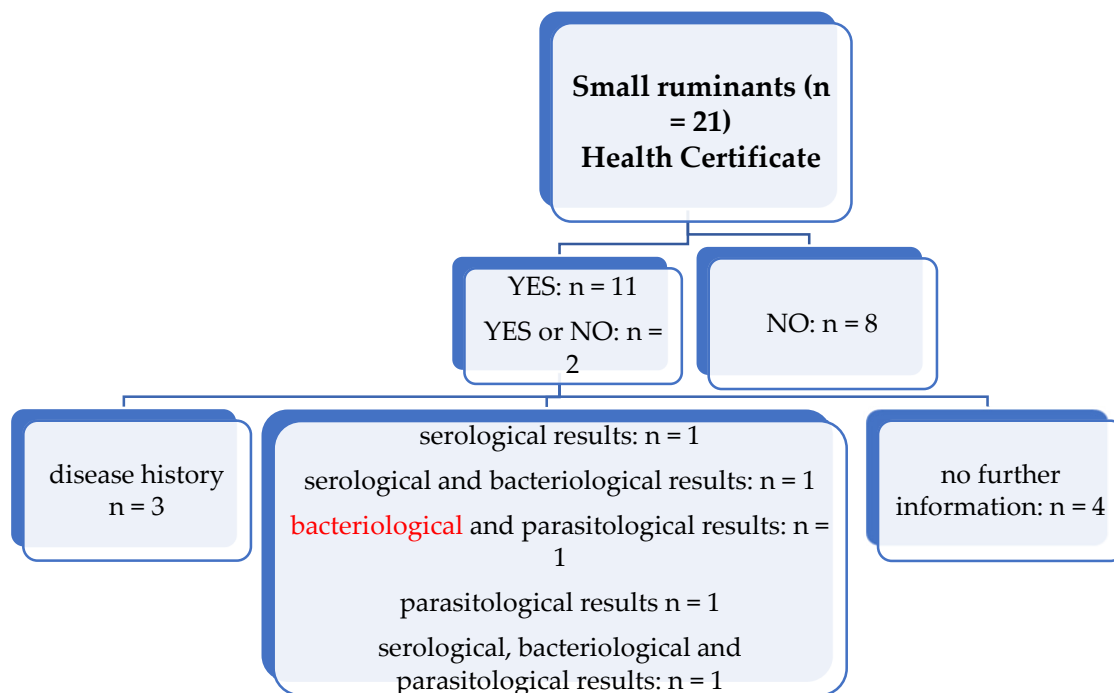 Small ruminants (n
= 21)
Health Certificate
YES: n = 11
YES or NO: n =
2
NO: n = 8
disease history
n = 3
serological results: n = 1
serological and bacteriological results: n = 1
bacteriological and parasitological results: n =
1
parasitological results n = 1
serological, bacteriological and
parasitological results: n = 1
no further
information: n = 4